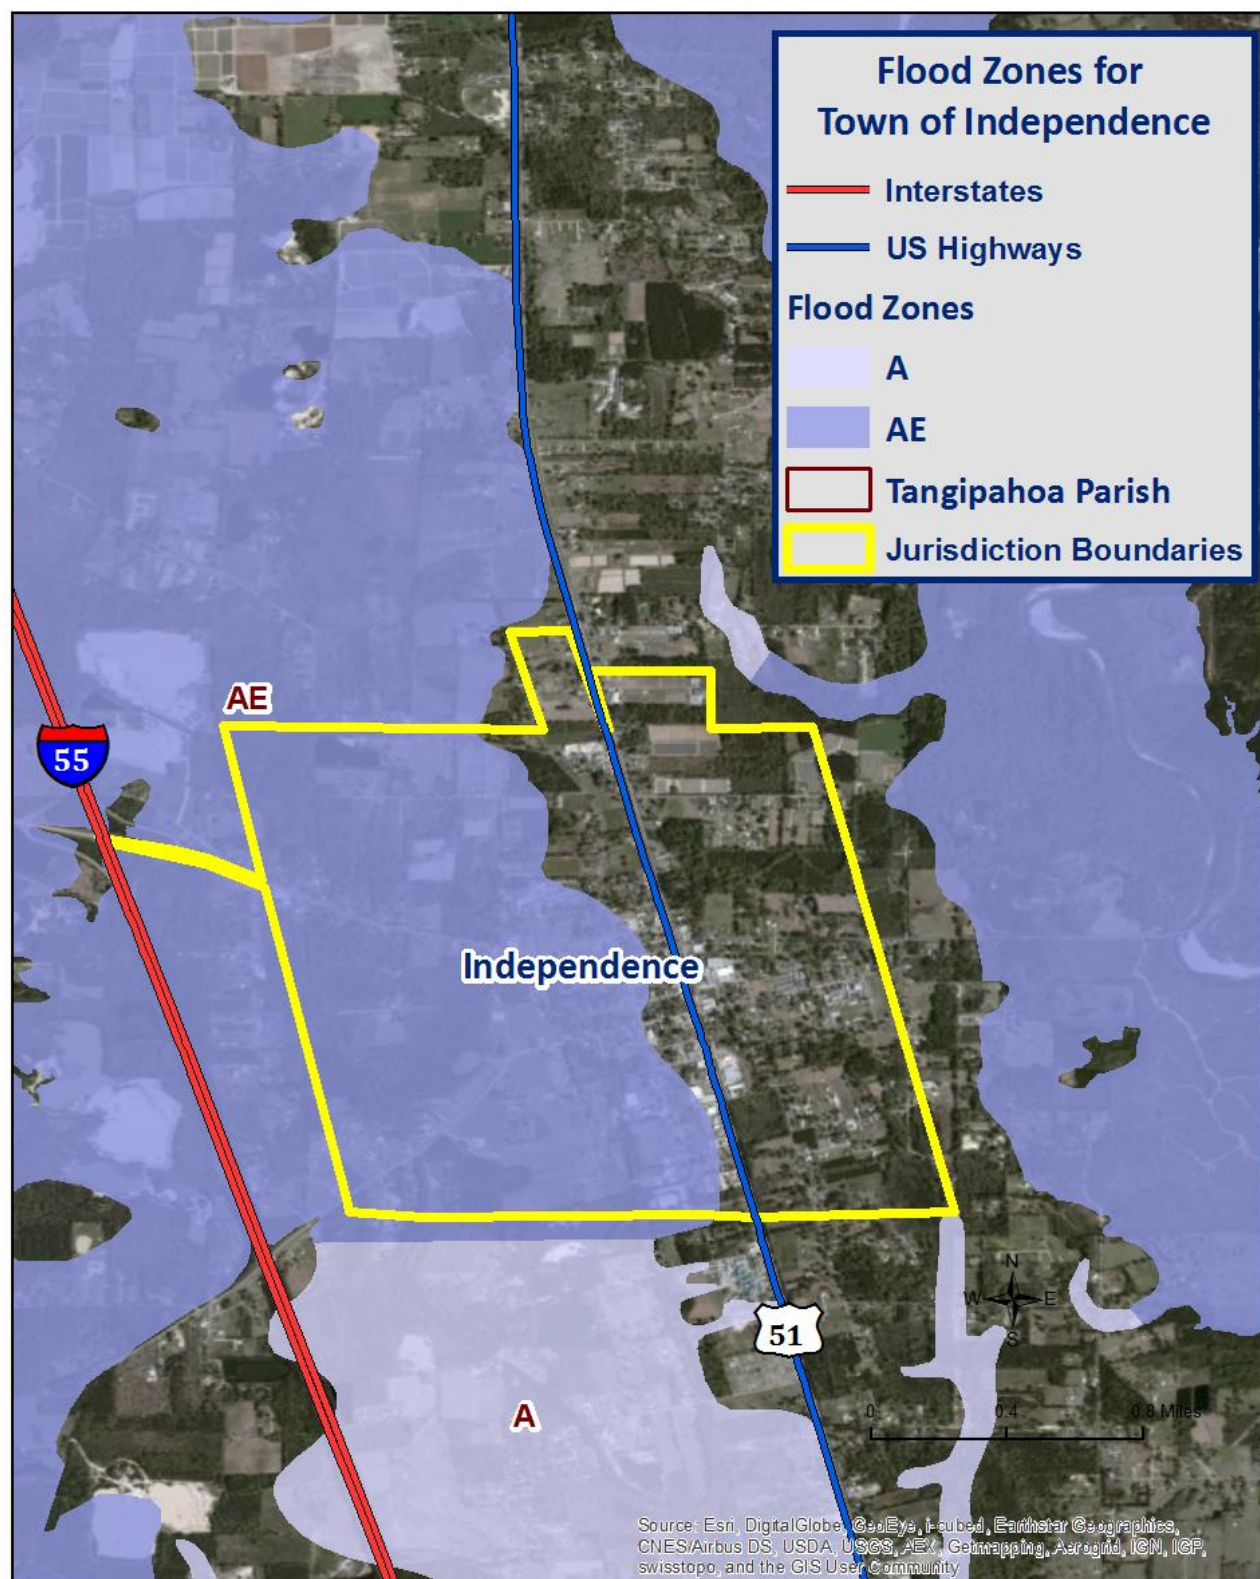 Flood Zones for
Town of Independence
Interstates
US Highways
Flood Zones
A
AE
Tangipahoa Parish
Jurisdiction Boundaries
AE
55
Independence
N
W E
S
51
A
0 0.4 0.8 Miles
Source: Esri, DigitalGlobe, GeoEye, i-cubed, Earthstar Geographics,
CNES/Airbus DS, USDA, USGS, AEX, Getmapping, Aerogrid, IGN, IGP,
swisstopo, and the GIS User Community